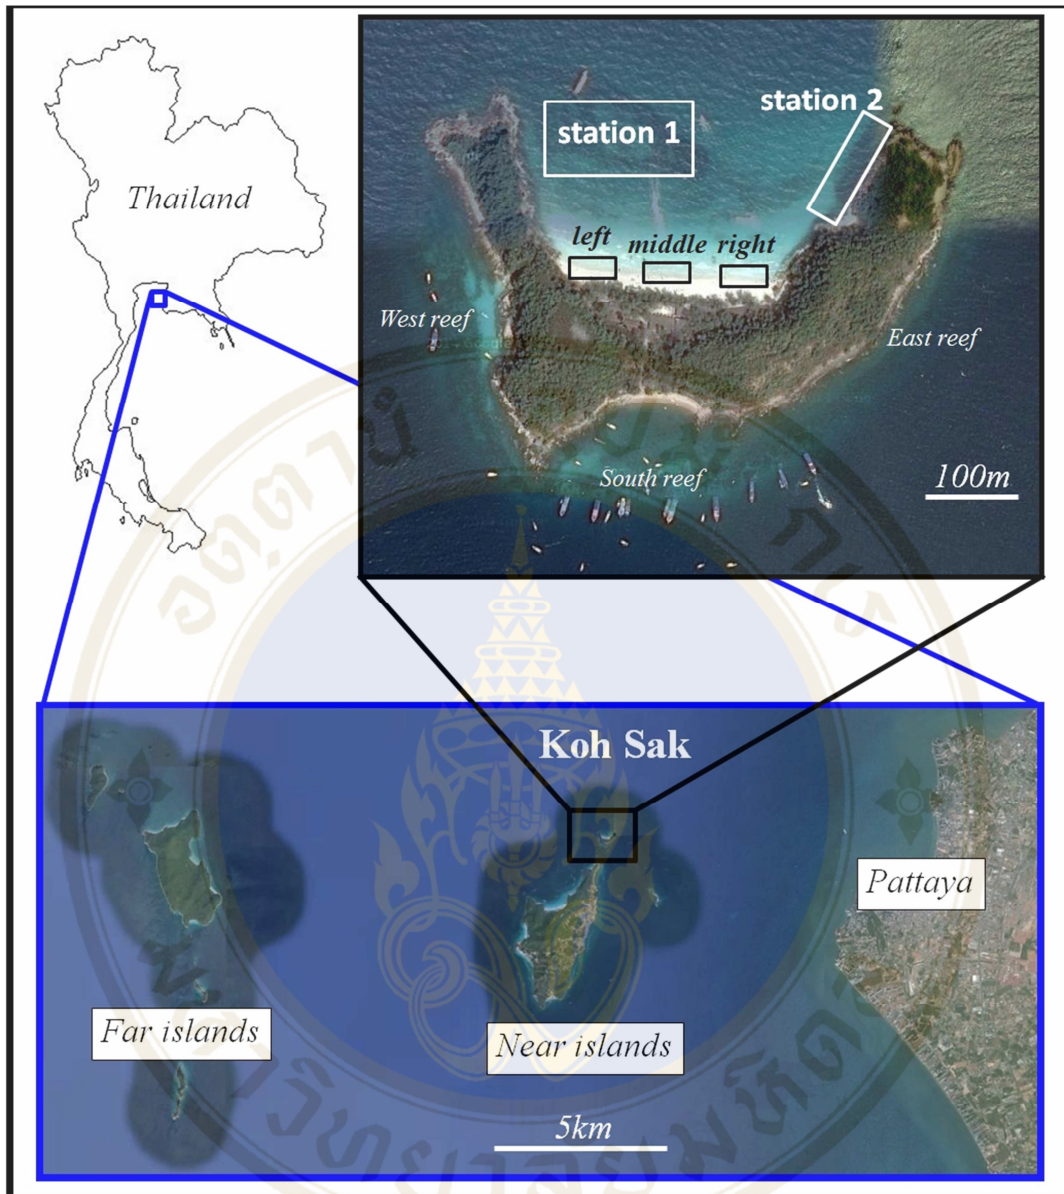 Thailand
station 1
station 2
left
middle
right
West reef
East reef
South reef
100m
Koh Sak
Pattaya
Far islands
Near islands
5km